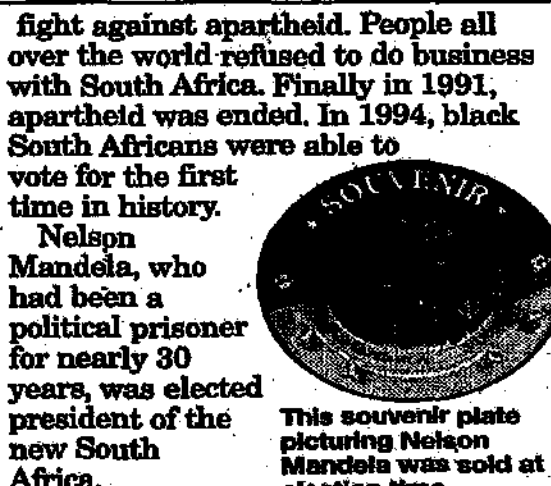 fight against apartheid. People all
over the world refused to do business
with South Africa. Finally in 1991,
apartheid was ended. In 1994, black
South Africans were able to
vote for the first
time in history.
Nelson
Mandela, who
had been a
political prisoner
for nearly 30
years, was elected
president of the
new South
Africa.
SOUVENIR
This souvenir plate
picturing Nelson
Mandela was sold at
election time